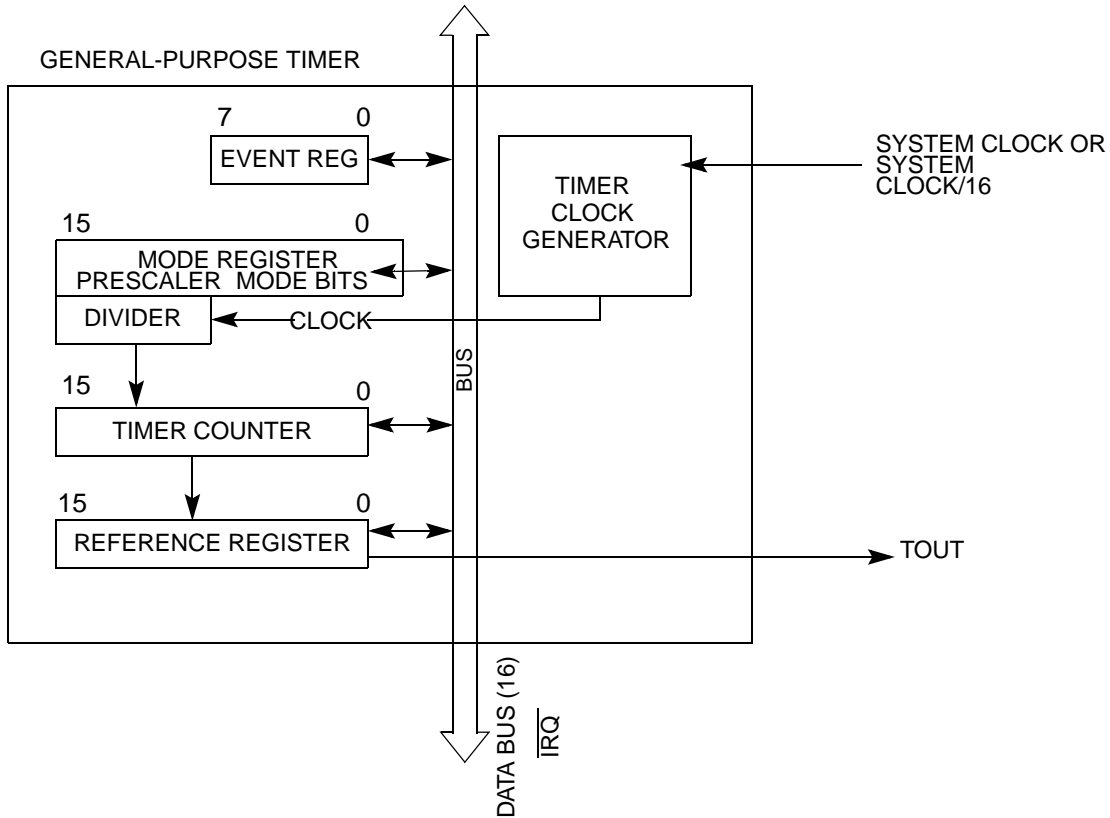 GENERAL-PURPOSE TIMER
7 0
EVENT REG
SYSTEM CLOCK OR
SYSTEM
CLOCK/16
TIMER
CLOCK
GENERATOR
15 0
MODE REGISTER
PRESCALER MODE BITS
DIVIDER
CLOCK
BUS
15 0
TIMER COUNTER
15 0
REFERENCE REGISTER
TOUT
DATA BUS (16)
IRQ